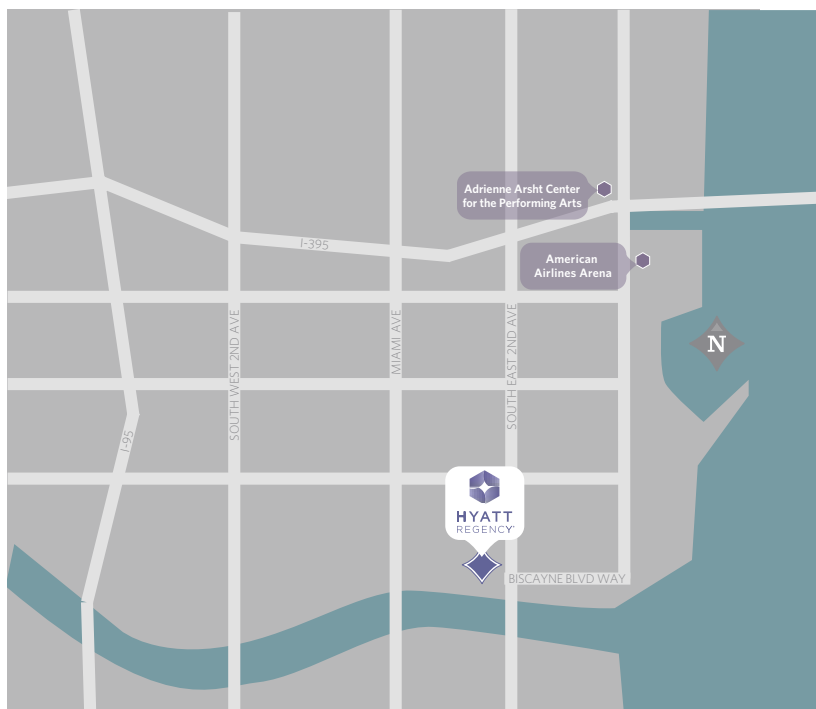 Adrienne Arsht Center
for the Performing Arts
I-395
American
Airlines Arena
SOUTH WEST 2ND AVE
MIAMI AVE
SOUTH EAST 2ND AVE
N
I-95
HYATT
REGENCY
BISCAYNE BLVD WAY